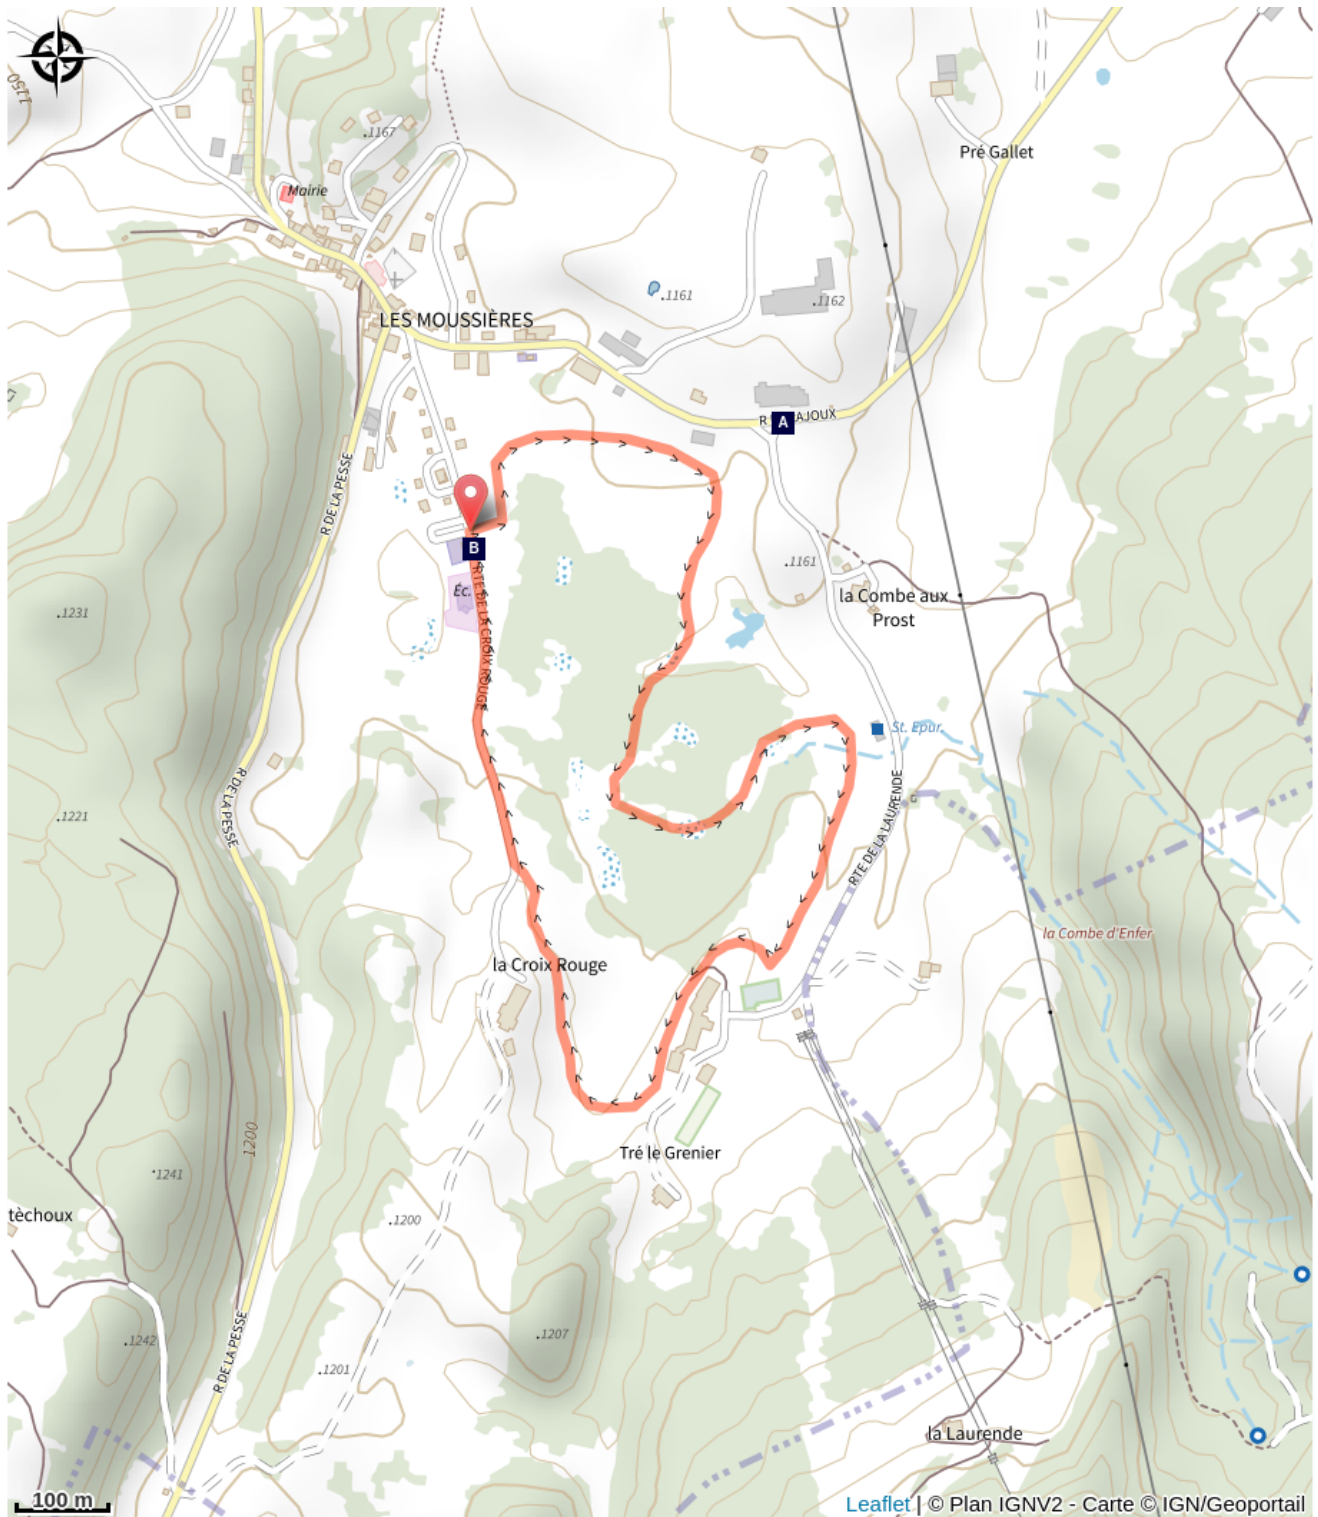 1150
.1167
Mairie
Pré Gallet
.1161
.1162
LES MOUSSIÈRES
R
A
AJOUX
R DE LA PESSE
B
.1161
Éc.
la Combe aux
Prost
.1231
RTE DE LA CROIX ROUGE
St. Epur.
R DE LA PESSE
.1221
RTE DE LA LAURENDE
la Combe d'Enfer
la Croix Rouge
1200
Tré le Grenier
.1241
tèchoux
.1200
.1207
.1242
R DE LA PESSE
.1201
la Laurende
100 m
Leaflet | © Plan IGNV2 - Carte © IGN/Geoportail